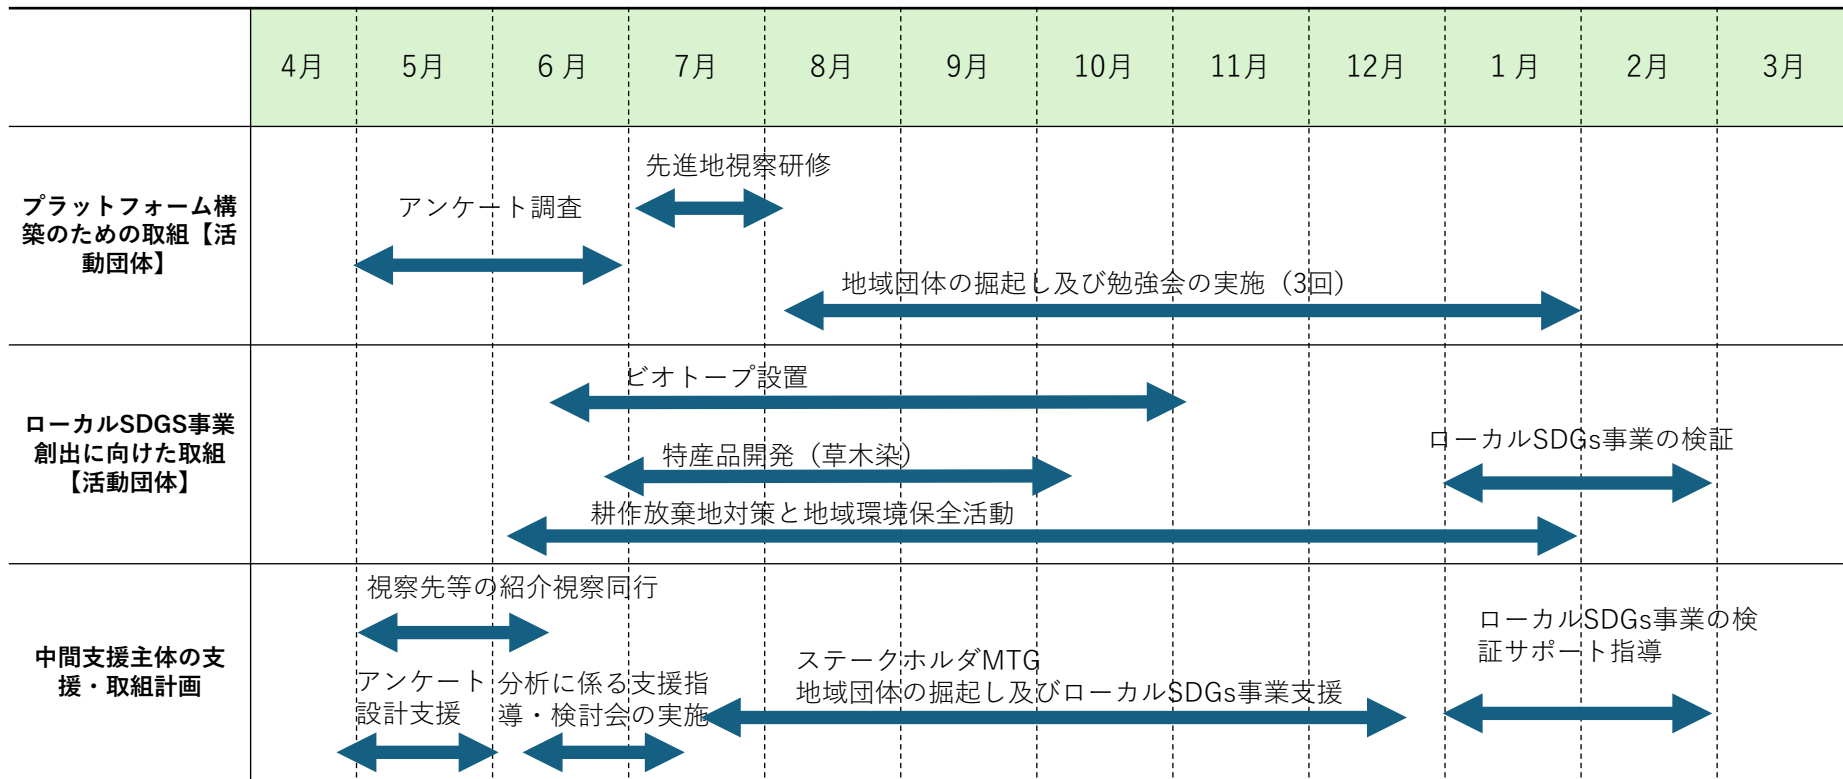 4月
5月
6 月
7月
8月
9月
10月
11月
12月
1 月
2月
3月
プラットフォーム構
築のための取組【活
動団体】
アンケート調査
先進地視察研修
地域団体の掘起し及び勉強会の実施（3回）
ローカルSDGS事業
創出に向けた取組
【活動団体】
ビオトープ設置
特産品開発（草木染）
耕作放棄地対策と地域環境保全活動
ローカルSDGs事業の検証
中間支援主体の支
援・取組計画
視察先等の紹介視察同行
アンケート
設計支援
分析に係る支援指
導・検討会の実施
ステークホルダMTG
地域団体の掘起し及びローカルSDGs事業支援
ローカルSDGs事業の検
証サポート指導